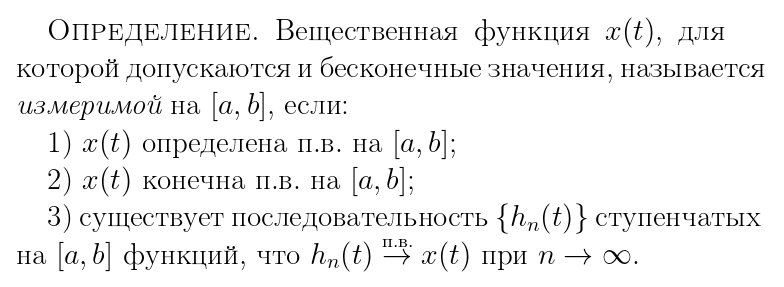 Определение. Вещественная функция x(t), для
которой допускаются и бесконечные значения, называется
измеримой на [a, b], если:
1) x(t) определена п.в. на [a, b];
2) x(t) конечна п.в. на [a, b];
3) существует последовательность {hₙ(t)} ступенчатых
на [a, b] функций, что hₙ(t) п.в.→ x(t) при n → ∞.